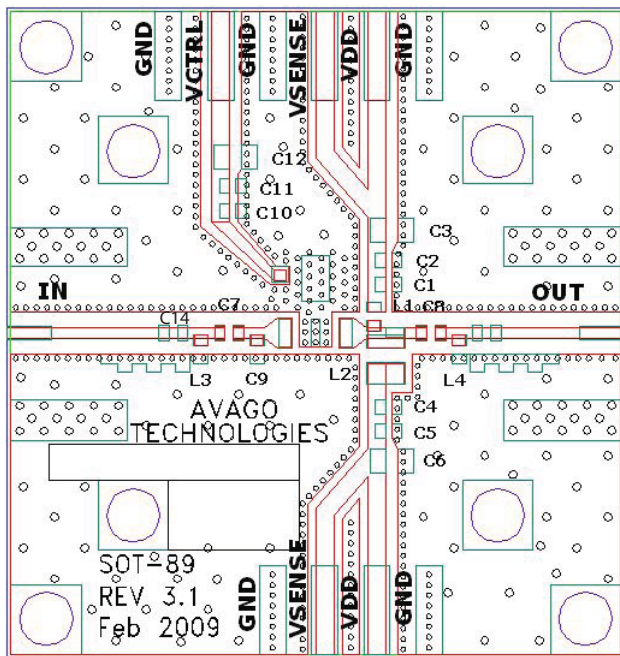 GND
VCTRL
GND
VSENSE
VDD
GND
C12
C11
C10
C3
C2
C1
IN
OUT
C14
C7
L1
C8
L3
C9
L2
L4
AVAGO
TECHNOLOGIES
C4
C5
C6
SOT-89
REV 3.1
Feb 2009
GND
VSENSE
VDD
GND